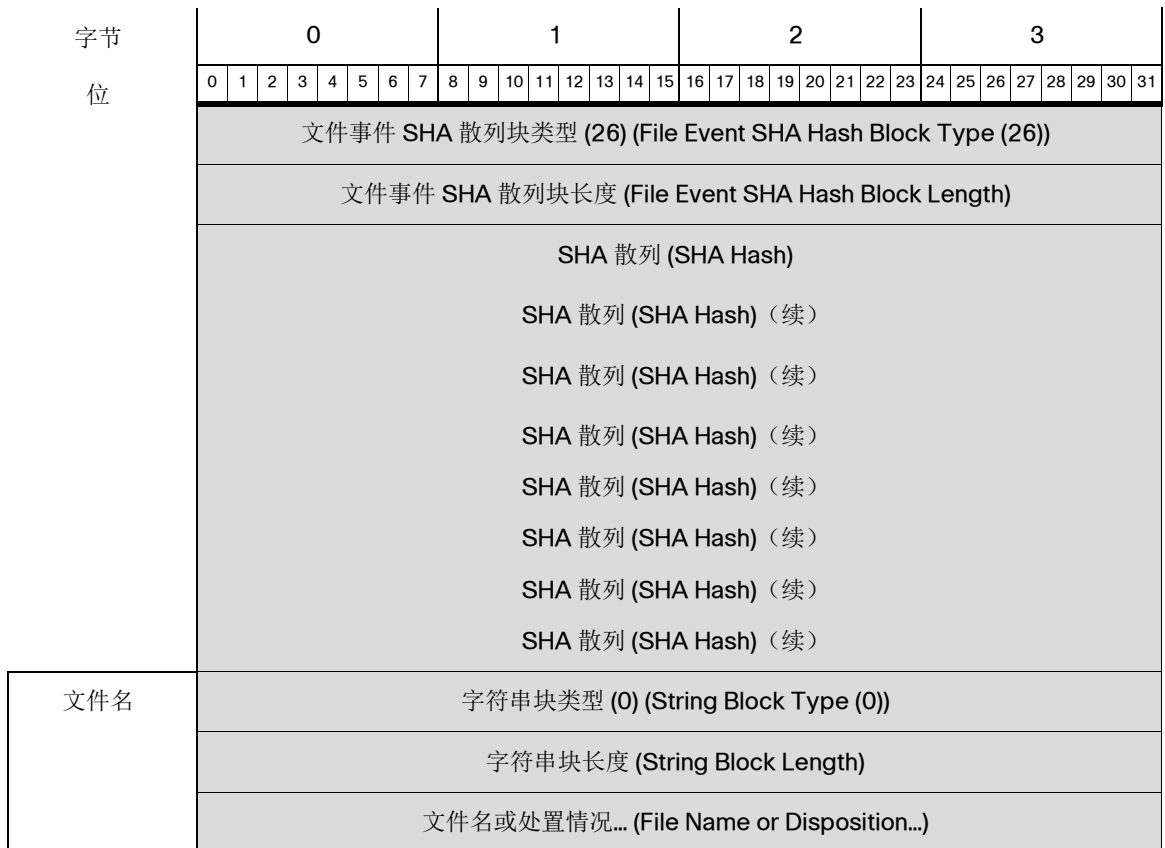 字节 0 1 2 3
位 0 1 2 3 4 5 6 7 8 9 10 11 12 13 14 15 16 17 18 19 20 21 22 23 24 25 26 27 28 29 30 31
文件事件 SHA 散列块类型 (26) (File Event SHA Hash Block Type (26))
文件事件 SHA 散列块长度 (File Event SHA Hash Block Length)
SHA 散列 (SHA Hash)
SHA 散列 (SHA Hash)（续）
SHA 散列 (SHA Hash)（续）
SHA 散列 (SHA Hash)（续）
SHA 散列 (SHA Hash)（续）
SHA 散列 (SHA Hash)（续）
SHA 散列 (SHA Hash)（续）
SHA 散列 (SHA Hash)（续）
文件名 字符串块类型 (0) (String Block Type (0))
字符串块长度 (String Block Length)
文件名或处置情况... (File Name or Disposition...)